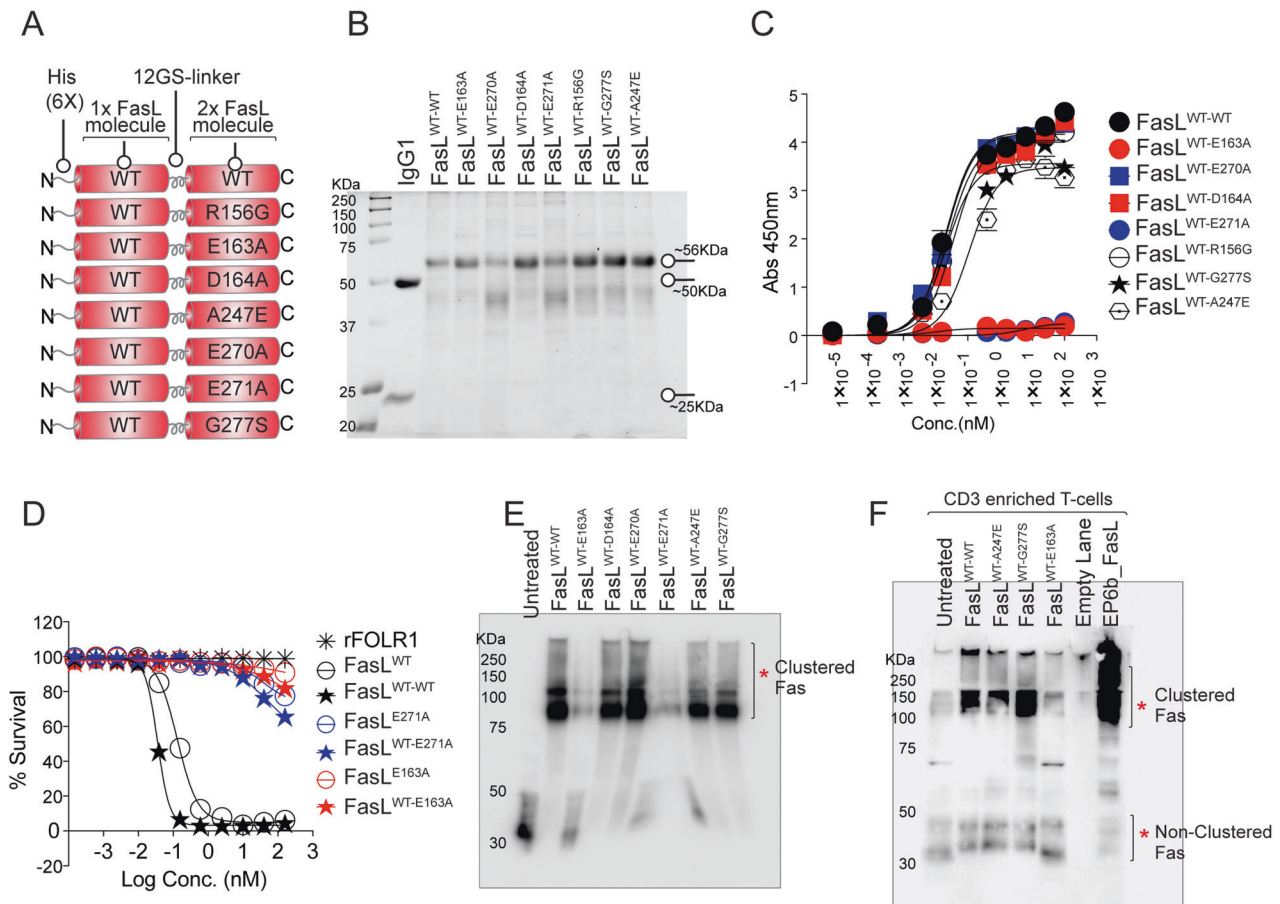 A
His
(6X)
12GS-linker
1x FasL
molecule
2x FasL
molecule
N WT WT C
N WT R156G C
N WT E163A C
N WT D164A C
N WT A247E C
N WT E270A C
N WT E271A C
N WT G277S C
B
IgG1
FasL WT-WT
FasL WT-E163A
FasL WT-E270A
FasL WT-D164A
FasL WT-E271A
FasL WT-R156G
FasL WT-G277S
FasL WT-A247E
KDa
250
150
100
75
50
37
25
20
~56KDa
~50KDa
~25KDa
C
Abs 450nm
5
4
3
2
1
0
-1
1×10 -5
1×10 -4
1×10 -3
1×10 -2
1×10 -1
1×10 0
1×10 1
1×10 2
1×10 3
Conc.(nM)
FasL WT-WT
FasL WT-E163A
FasL WT-E270A
FasL WT-D164A
FasL WT-E271A
FasL WT-R156G
FasL WT-G277S
FasL WT-A247E
D
% Survival
120
100
80
60
40
20
0
-20
-3 -2 -1 0 1 2 3
Log Conc. (nM)
rFOLR1
FasL WT
FasL WT-WT
FasL E271A
FasL WT-E271A
FasL E163A
FasL WT-E163A
E
Untreated
FasL WT-WT
FasL WT-E163A
FasL WT-D164A
FasL WT-E270A
FasL WT-E271A
FasL WT-A247E
FasL WT-G277S
KDa
250
150
100
75
50
30
* Clustered
Fas
F
CD3 enriched T-cells
Untreated
FasL WT-WT
FasL WT-A247E
FasL WT-G277S
FasL WT-E163A
Empty Lane
EP6b_FasL
KDa
250
150
100
75
50
30
* Clustered
Fas
* Non-Clustered
Fas